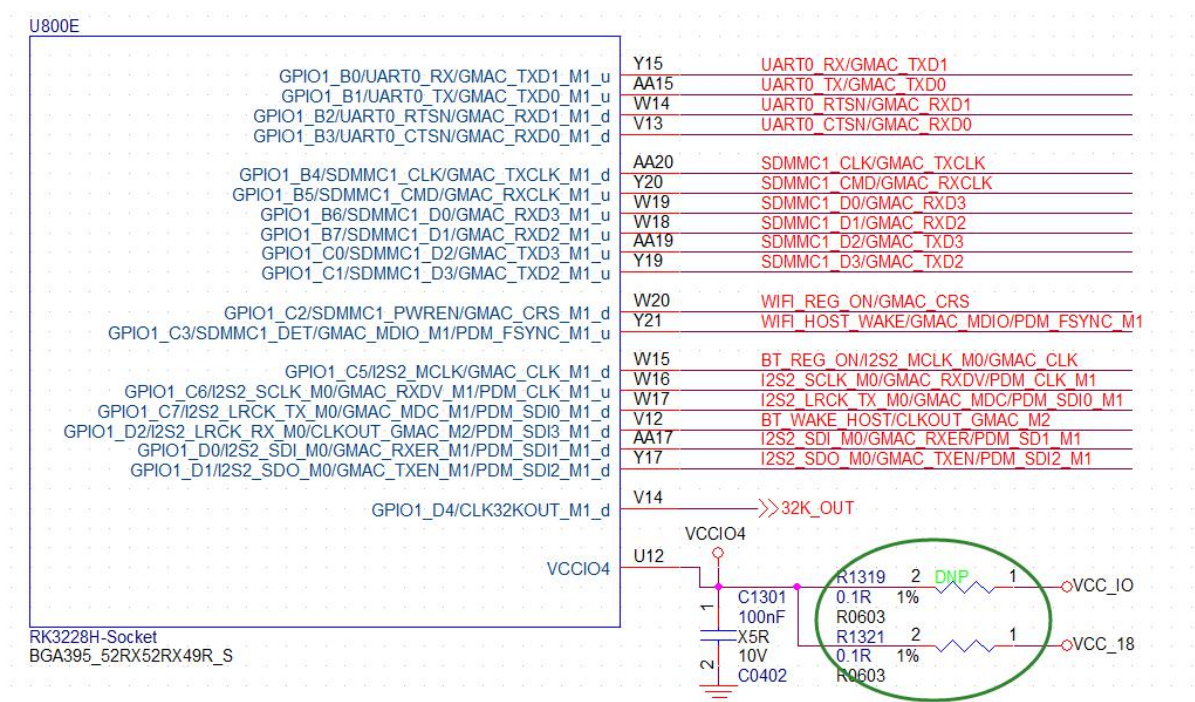 U800E
GPIO1_B0/UART0_RX/GMAC_TXD1_M1_u Y15 UART0_RX/GMAC_TXD1
GPIO1_B1/UART0_TX/GMAC_TXD0_M1_u AA15 UART0_TX/GMAC_TXD0
GPIO1_B2/UART0_RTSN/GMAC_RXD1_M1_d W14 UART0_RTSN/GMAC_RXD1
GPIO1_B3/UART0_CTSN/GMAC_RXD0_M1_d V13 UART0_CTSN/GMAC_RXD0
GPIO1_B4/SDMMC1_CLK/GMAC_TXCLK_M1_d AA20 SDMMC1_CLK/GMAC_TXCLK
GPIO1_B5/SDMMC1_CMD/GMAC_RXCLK_M1_u Y20 SDMMC1_CMD/GMAC_RXCLK
GPIO1_B6/SDMMC1_D0/GMAC_RXD3_M1_u W19 SDMMC1_D0/GMAC_RXD3
GPIO1_B7/SDMMC1_D1/GMAC_RXD2_M1_u W18 SDMMC1_D1/GMAC_RXD2
GPIO1_C0/SDMMC1_D2/GMAC_TXD3_M1_u AA19 SDMMC1_D2/GMAC_TXD3
GPIO1_C1/SDMMC1_D3/GMAC_TXD2_M1_u Y19 SDMMC1_D3/GMAC_TXD2
GPIO1_C2/SDMMC1_PWREN/GMAC_CRS_M1_d W20 WIFI_REG_ON/GMAC_CRS
GPIO1_C3/SDMMC1_DET/GMAC_MDIO_M1/PDM_FSYNC_M1_u Y21 WIFI_HOST_WAKE/GMAC_MDIO/PDM_FSYNC_M1
GPIO1_C5/I2S2_MCLK/GMAC_CLK_M1_d W15 BT_REG_ON/I2S2_MCLK_M0/GMAC_CLK
GPIO1_C6/I2S2_SCLK_M0/GMAC_RXDV_M1/PDM_CLK_M1_u W16 I2S2_SCLK_M0/GMAC_RXDV/PDM_CLK_M1
GPIO1_C7/I2S2_LRCK_TX_M0/GMAC_MDC_M1/PDM_SDI0_M1_d W17 I2S2_LRCK_TX_M0/GMAC_MDC/PDM_SDI0_M1
GPIO1_D2/I2S2_LRCK_RX_M0/CLKOUT_GMAC_M2/PDM_SDI3_M1_d V12 BT_WAKE_HOST/CLKOUT_GMAC_M2
GPIO1_D0/I2S2_SDI_M0/GMAC_RXER_M1/PDM_SDI1_M1_d AA17 I2S2_SDI_M0/GMAC_RXER/PDM_SD1_M1
GPIO1_D1/I2S2_SDO_M0/GMAC_TXEN_M1/PDM_SDI2_M1_d Y17 I2S2_SDO_M0/GMAC_TXEN/PDM_SDI2_M1
GPIO1_D4/CLK32KOUT_M1_d V14 32K_OUT
VCCIO4
VCCIO4 U12
R1319 2 DNP 1 VCC_IO
1 C1301 0.1R 1%
100nF R0603
X5R R1321 2 1 VCC_18
10V 0.1R 1%
2 C0402 R0603
RK3228H-Socket
BGA395_52RX52RX49R_S